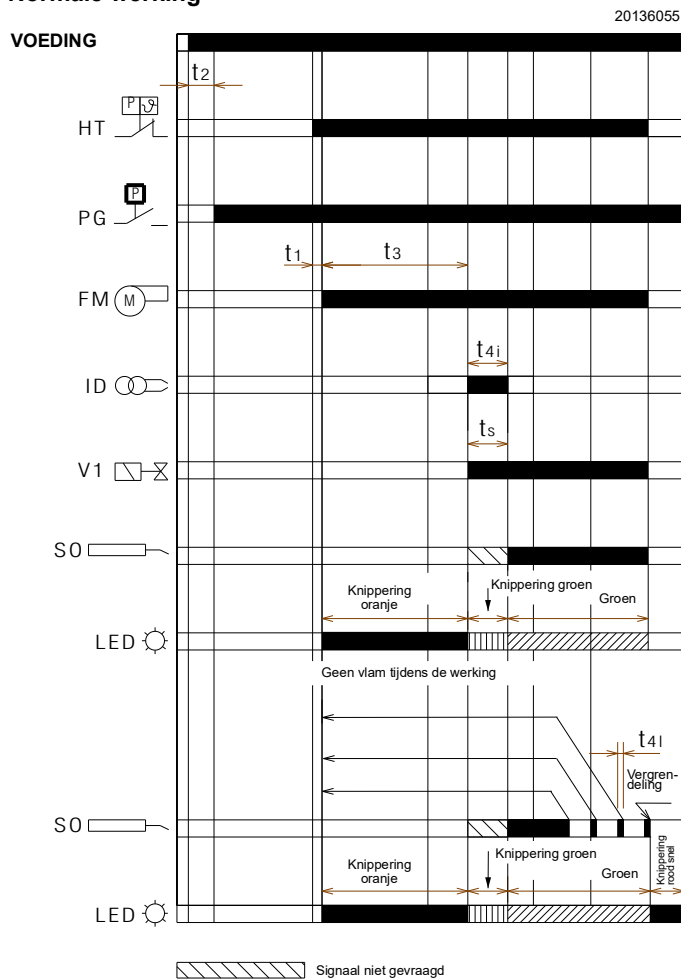 20136055
VOEDING
t2
P ϑ
HT
P
PG
t1 t3
FM M
t4i
ID
ts
V1
SO
Knippering
oranje
Knippering groen
Groen
LED
Geen vlam tijdens de werking
t4l
Vergren-
deling
SO
Knippering
oranje
Knippering groen
Groen
Knippering
rood snel
LED
Signaal niet gevraagd